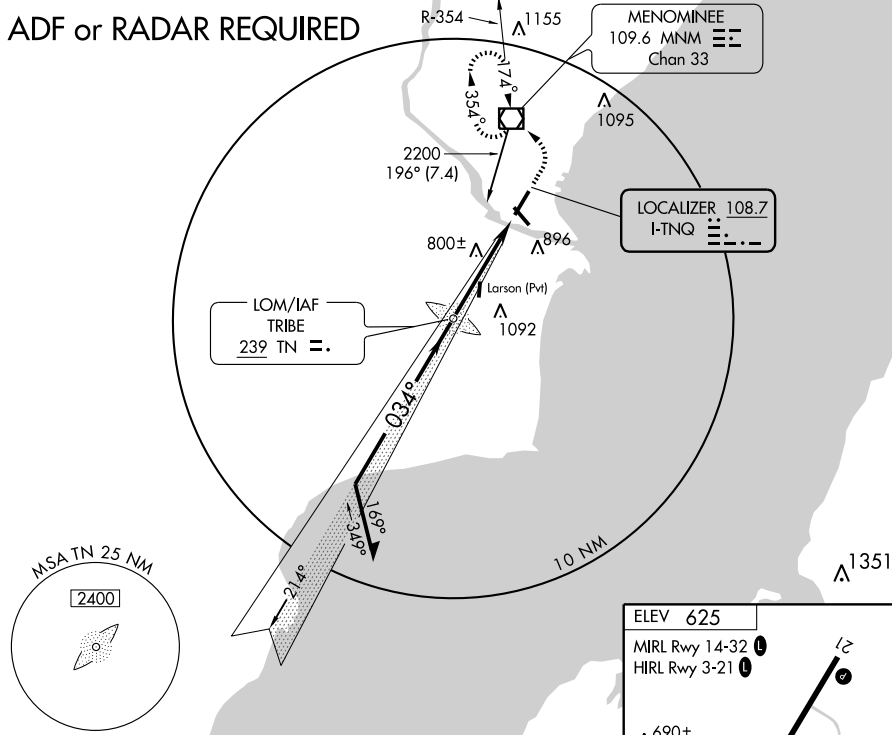 ADF or RADAR REQUIRED
R-354
1155
MENOMINEE
109.6 MNM
Chan 33
174°
354°
1095
2200
196° (7.4)
LOCALIZER 108.7
I-TNQ
800±
896
Larson (Pvt)
LOM/IAF
TRIBE
239 TN
1092
034°
169°
349°
214°
10 NM
MSA TN 25 NM
2400
1351
ELEV 625
MIRL Rwy 14-32 L
HIRL Rwy 3-21 L
21
P
690±